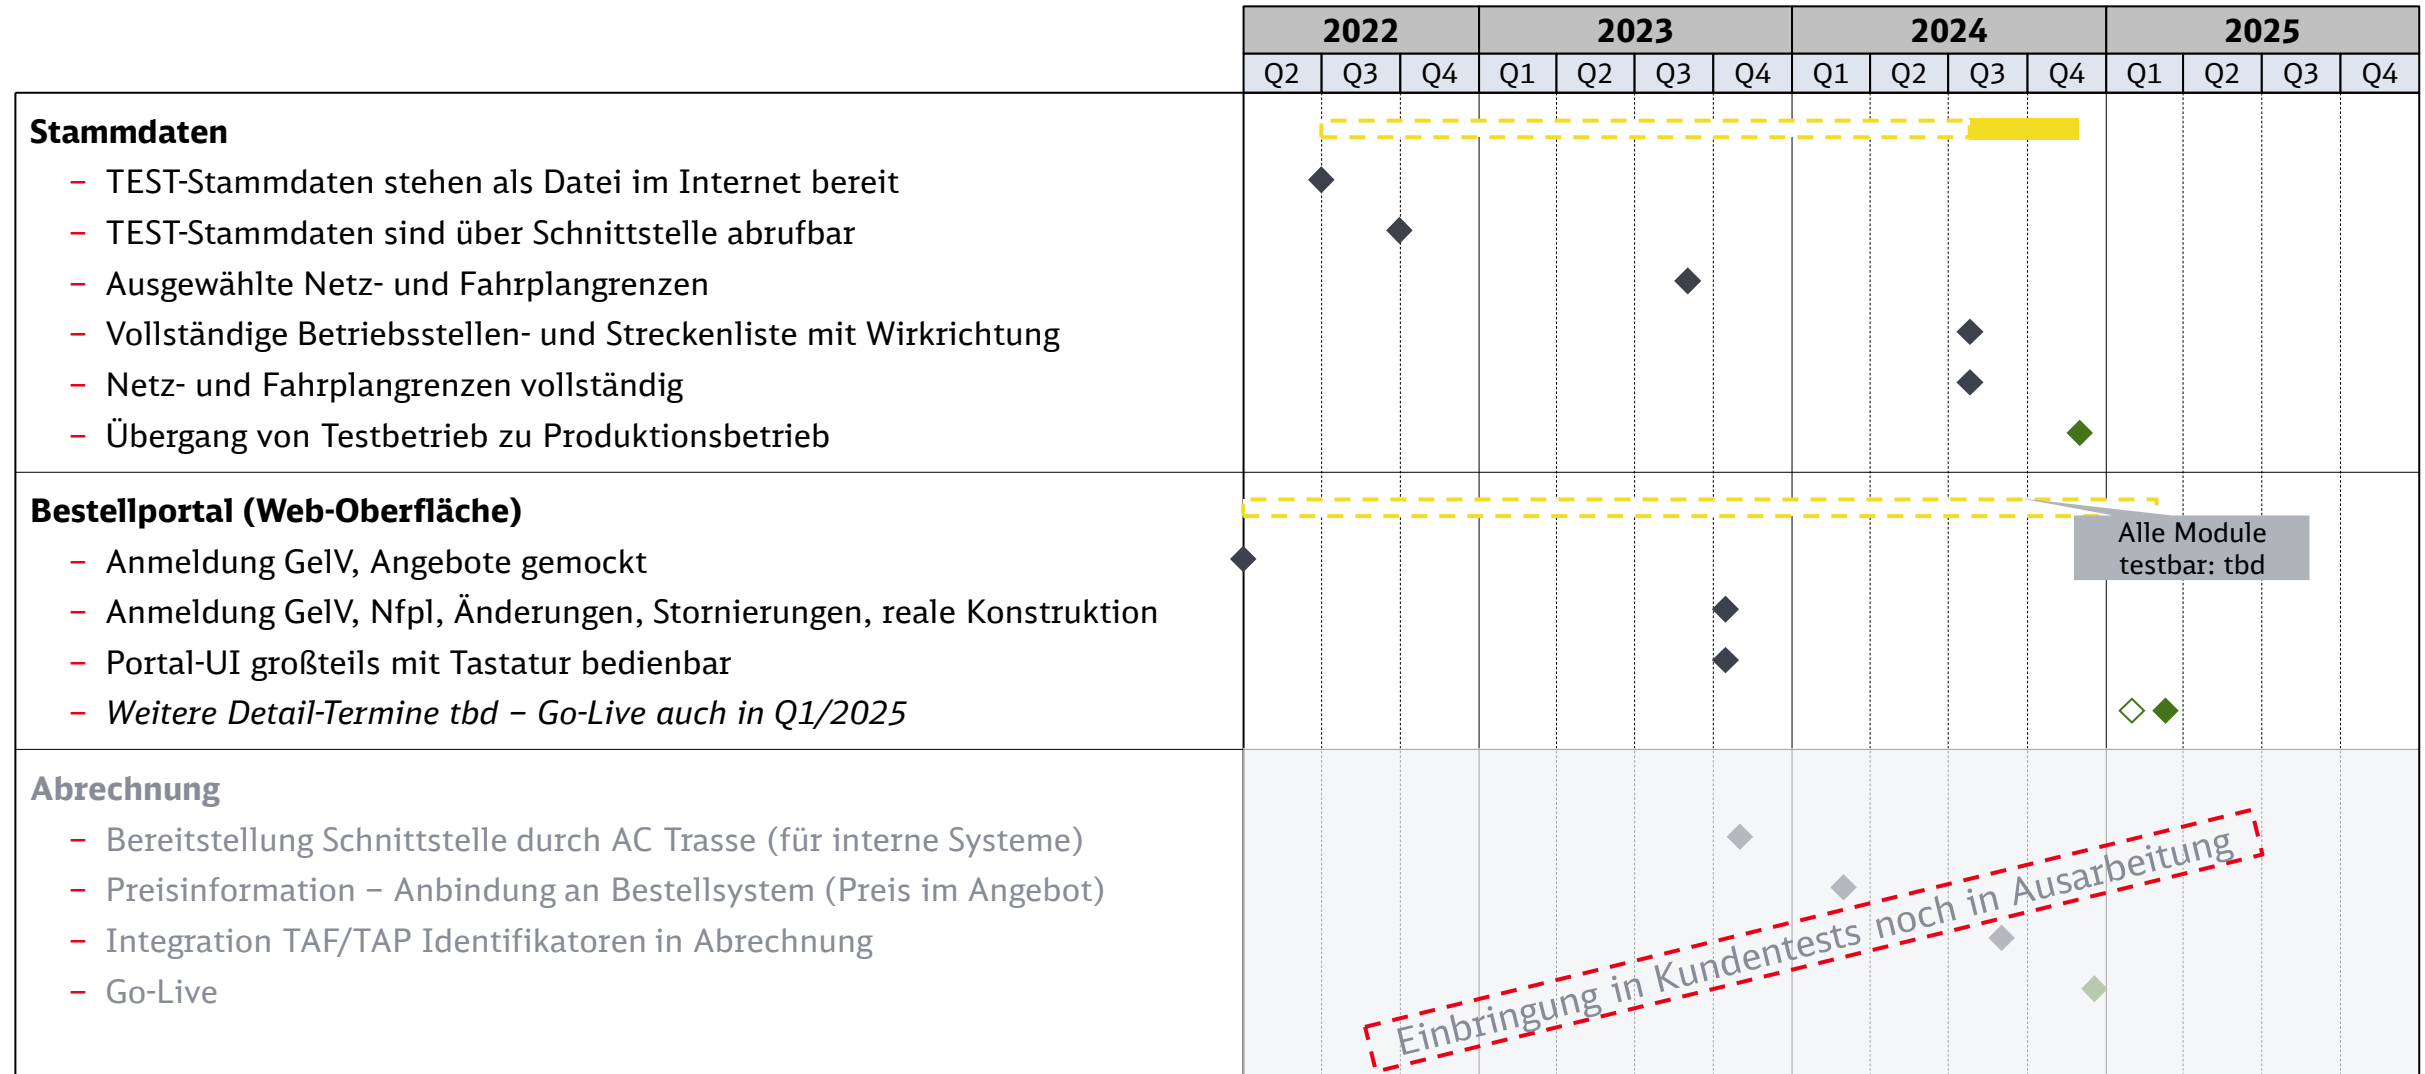 2022 2023 2024 2025
Q2 Q3 Q4 Q1 Q2 Q3 Q4 Q1 Q2 Q3 Q4 Q1 Q2 Q3 Q4
Stammdaten
– TEST-Stammdaten stehen als Datei im Internet bereit
– TEST-Stammdaten sind über Schnittstelle abrufbar
– Ausgewählte Netz- und Fahrplangrenzen
– Vollständige Betriebsstellen- und Streckenliste mit Wirkrichtung
– Netz- und Fahrplangrenzen vollständig
– Übergang von Testbetrieb zu Produktionsbetrieb
Bestellportal (Web-Oberfläche)
Alle Module
testbar: tbd
– Anmeldung GelV, Angebote gemockt
– Anmeldung GelV, Nfpl, Änderungen, Stornierungen, reale Konstruktion
– Portal-UI großteils mit Tastatur bedienbar
– Weitere Detail-Termine tbd – Go-Live auch in Q1/2025
Abrechnung
– Bereitstellung Schnittstelle durch AC Trasse (für interne Systeme)
– Preisinformation – Anbindung an Bestellsystem (Preis im Angebot)
– Integration TAF/TAP Identifikatoren in Abrechnung
– Go-Live
Einbringung in Kundentests noch in Ausarbeitung